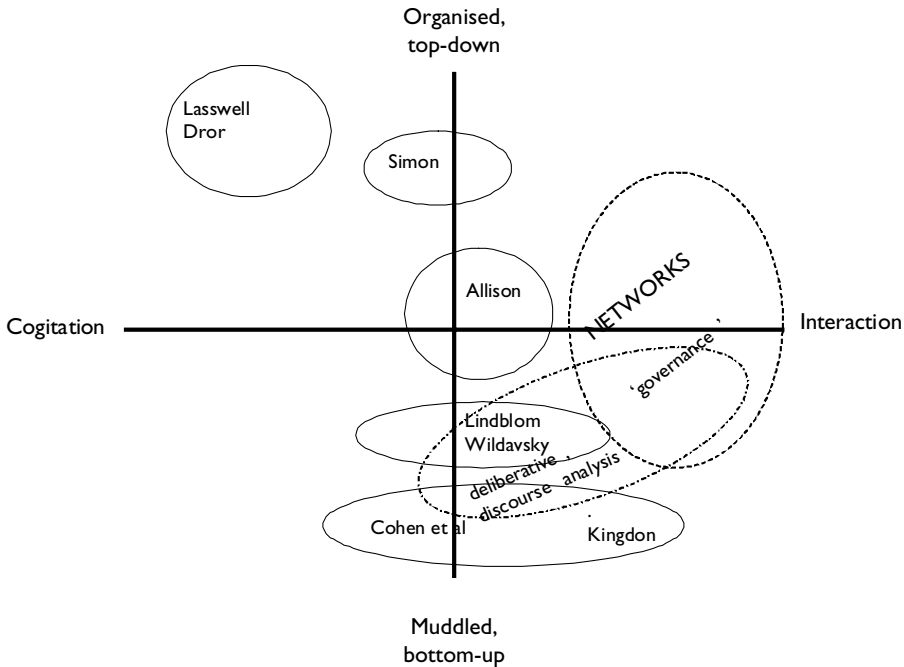 Organised,
top-down
Lasswell
Dror
Simon
Allison
NETWORKS
Cogitation
Interaction
‘governance’
Lindblom
Wildavsky
deliberative,
discourse analysis
Cohen et al
Kingdon
Muddled,
bottom-up